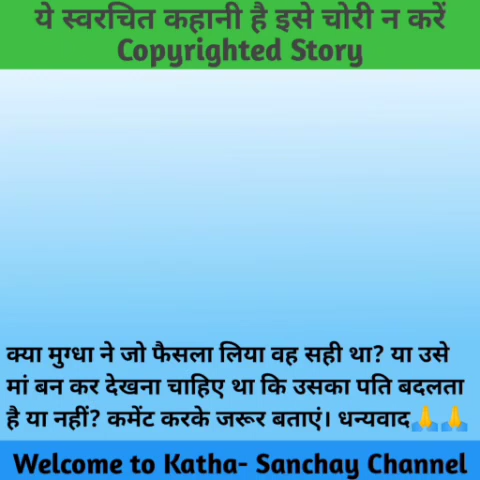 ये स्वरचित कहानी है इसे चोरी न करें
Copyrighted Story
क्या मुग्धा ने जो फैसला लिया वह सही था? या उसे
मां बन कर देखना चाहिए था कि उसका पति बदलता
है या नहीं? कमेंट करके जरूर बताएं। धन्यवाद🙏🙏
Welcome to Katha- Sanchay Channel